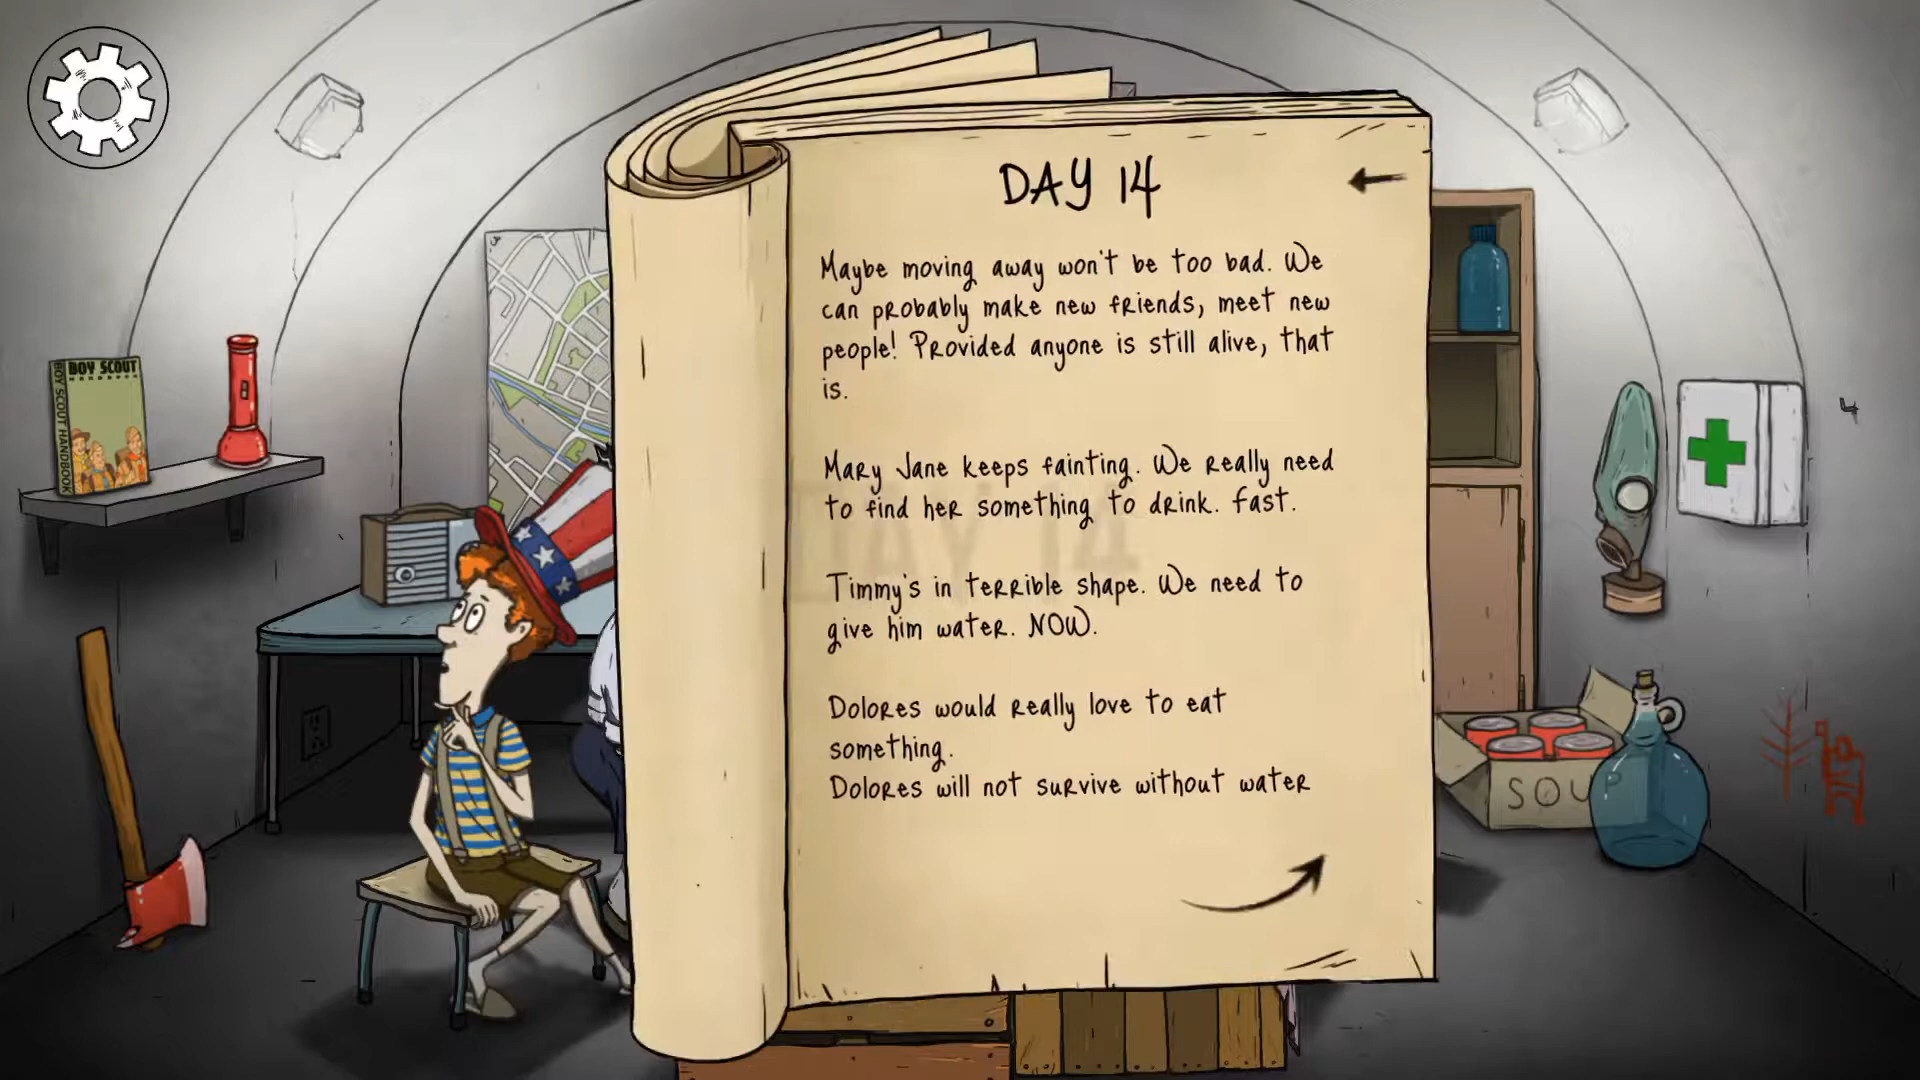 DAY 14
Maybe moving away won't be too bad. We
can probably make new friends, meet new
people! Provided anyone is still alive, that
is.
Mary Jane keeps fainting. We really need
to find her something to drink. Fast.
Timmy's in terrible shape. We need to
give him water. NOW.
Dolores would really love to eat
something.
Dolores will not survive without water
BOY SCOUT
HANDBOOK
BOY SCOUT HANDBOOK
SOU
DAY 14